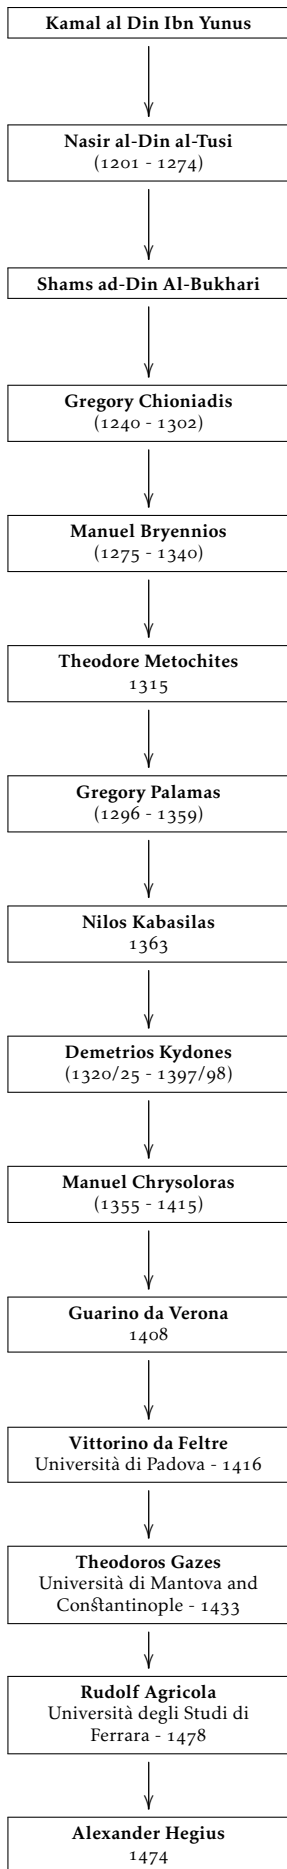 Kamal al Din Ibn Yunus
Nasir al-Din al-Tusi
(1201 - 1274)
Shams ad-Din Al-Bukhari
Gregory Chioniadis
(1240 - 1302)
Manuel Bryennios
(1275 - 1340)
Theodore Metochites
1315
Gregory Palamas
(1296 - 1359)
Nilos Kabasilas
1363
Demetrios Kydones
(1320/25 - 1397/98)
Manuel Chrysoloras
(1355 - 1415)
Guarino da Verona
1408
Vittorino da Feltre
Università di Padova - 1416
Theodoros Gazes
Università di Mantova and
Constantinople - 1433
Rudolf Agricola
Università degli Studi di
Ferrara - 1478
Alexander Hegius
1474